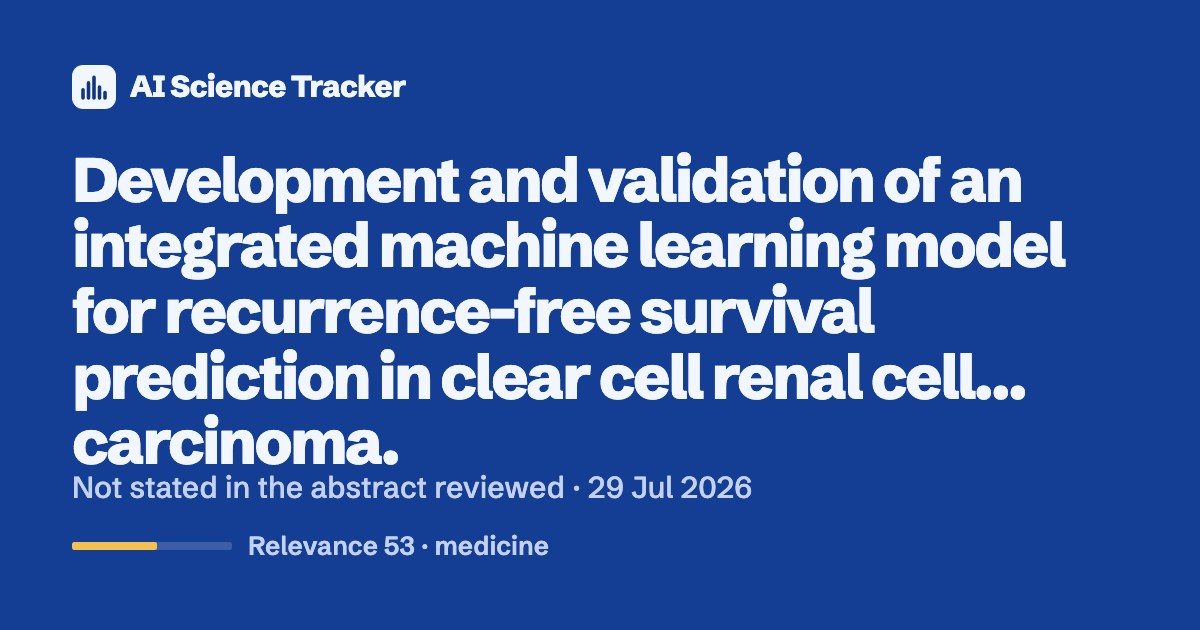 AI Science Tracker
Development and validation of an
integrated machine learning model
for recurrence-free survival
prediction in clear cell renal cell...
carcinoma.
Not stated in the abstract reviewed · 29 Jul 2026
Relevance 53 · medicine